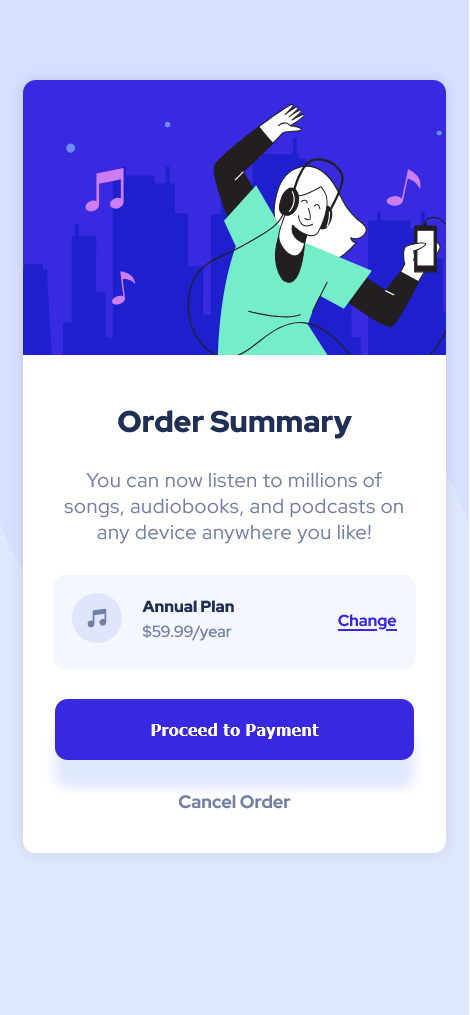 Order Summary
You can now listen to millions of
songs, audiobooks, and podcasts on
any device anywhere you like!
Annual Plan
$59.99/year
Change
Proceed to Payment
Cancel Order